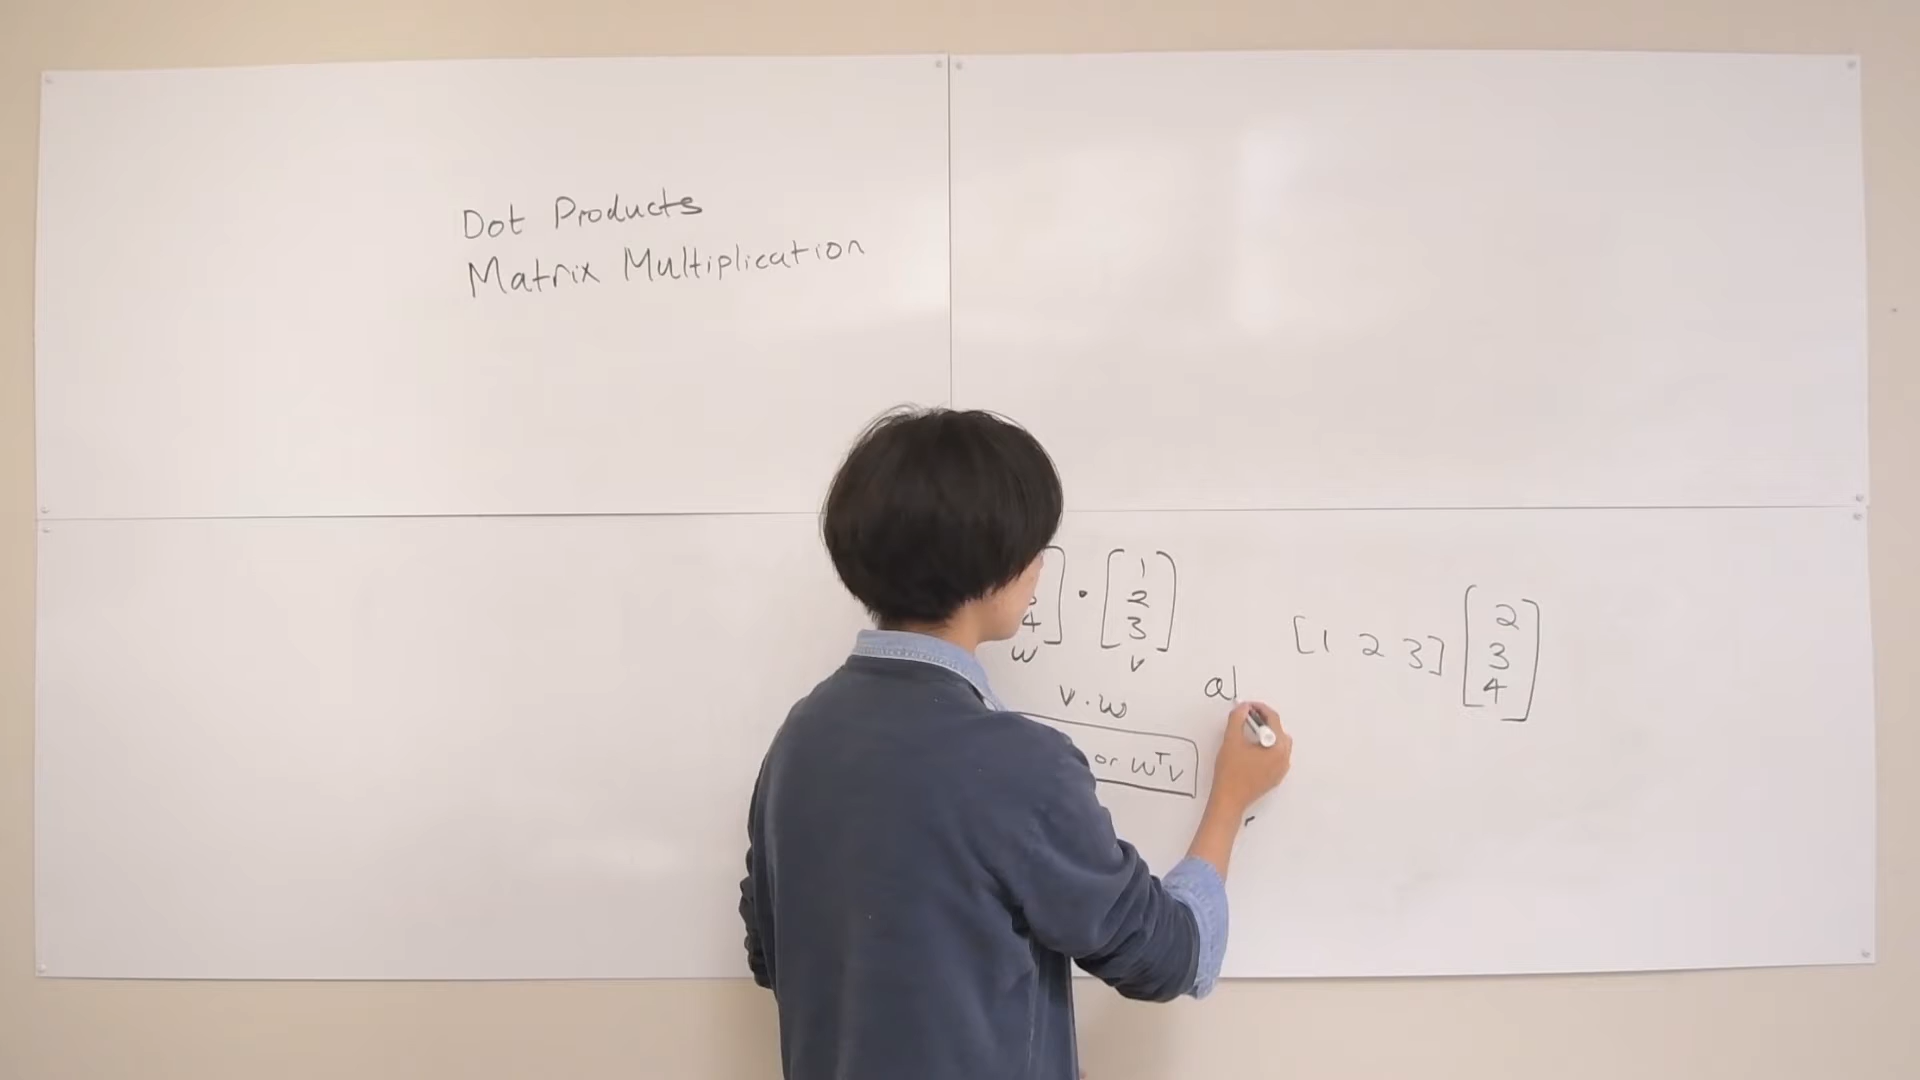 Dot Products
Matrix Multiplication
4 ] · [ 1 2 3 ]
w v
[1 2 3] [ 2 3 4 ]
v · w
a
or wᵀv